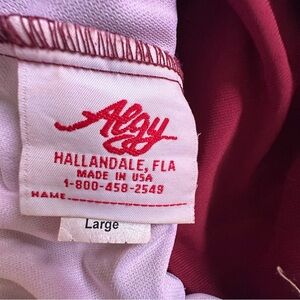 Algy
HALLANDALE, FLA
MADE IN USA
1-800-458-2549
NAME
Large